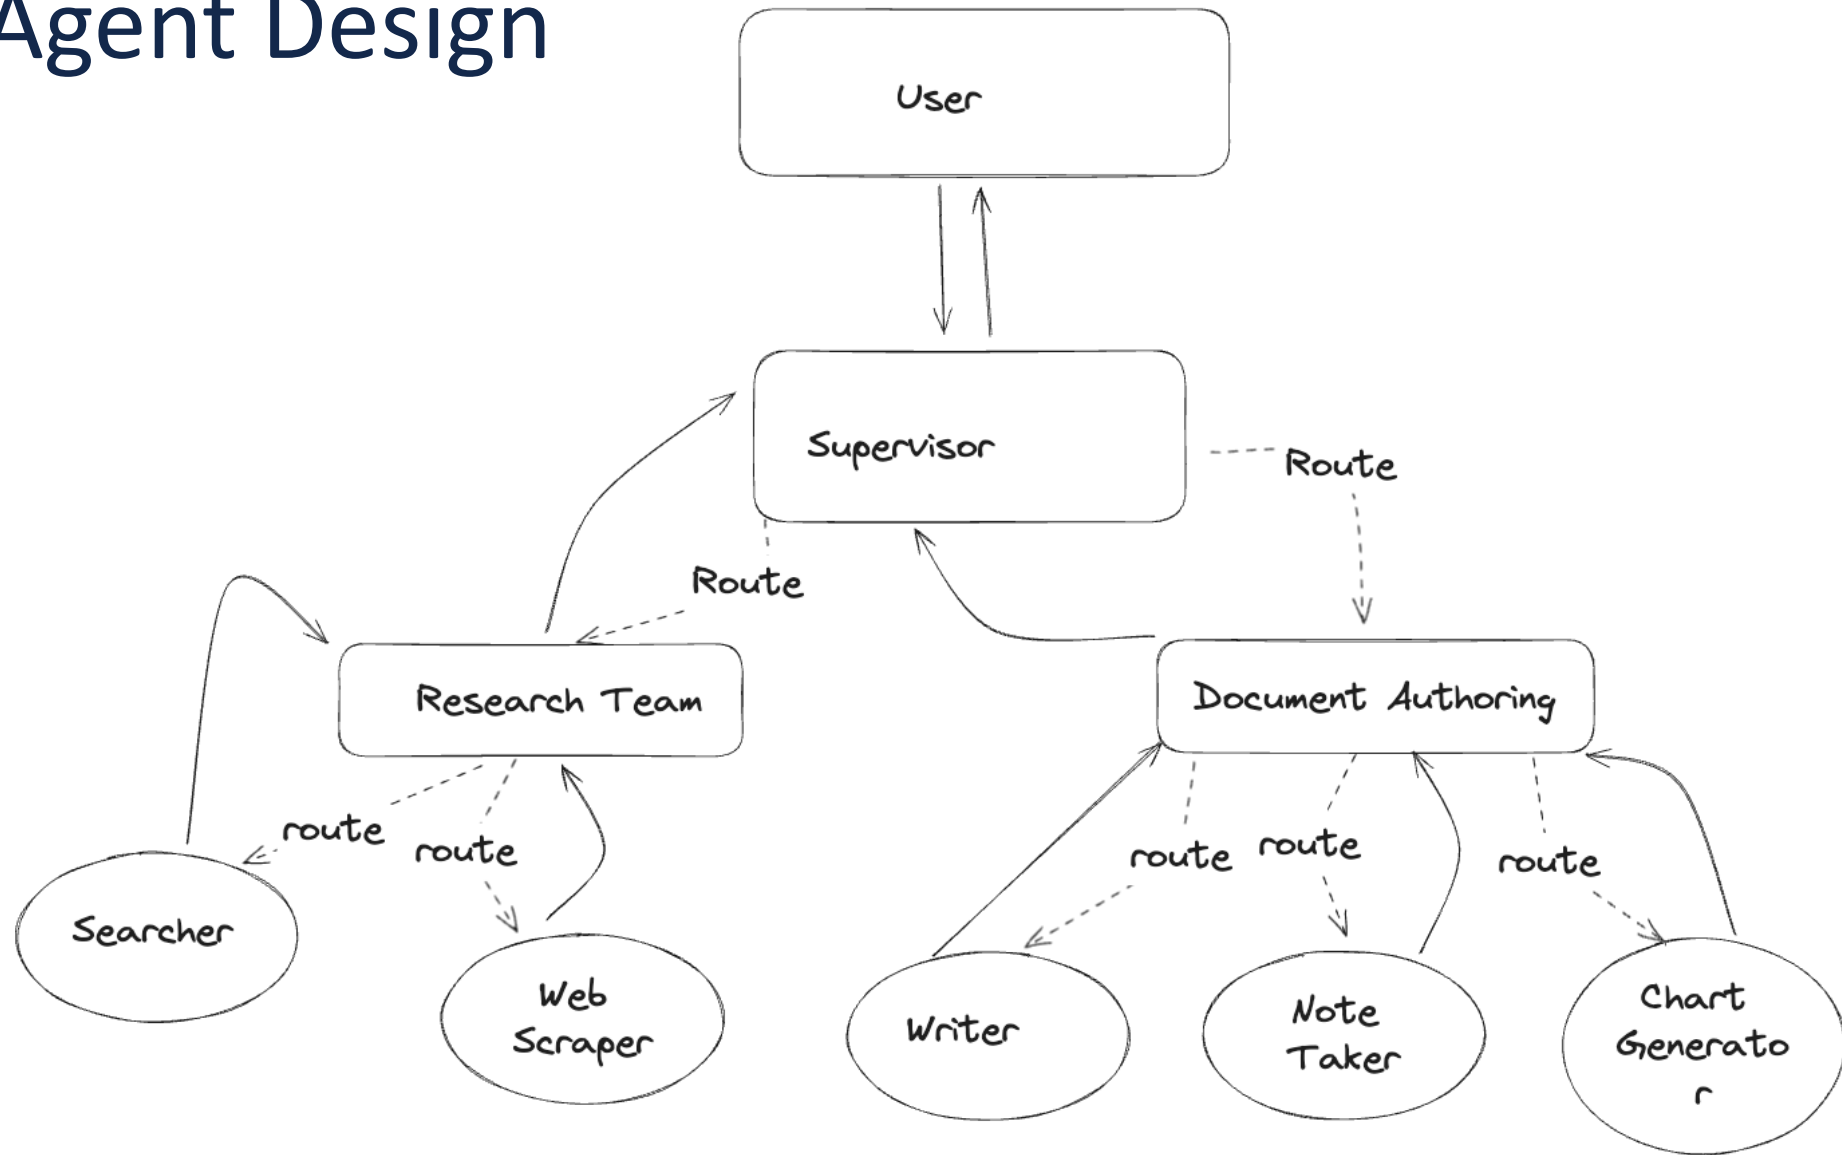 Agent Design
User
Supervisor
Route
Route
Research Team
Document Authoring
route
route
route
route
route
Searcher
Web
Scraper
Writer
Note
Taker
Chart
Generato
r